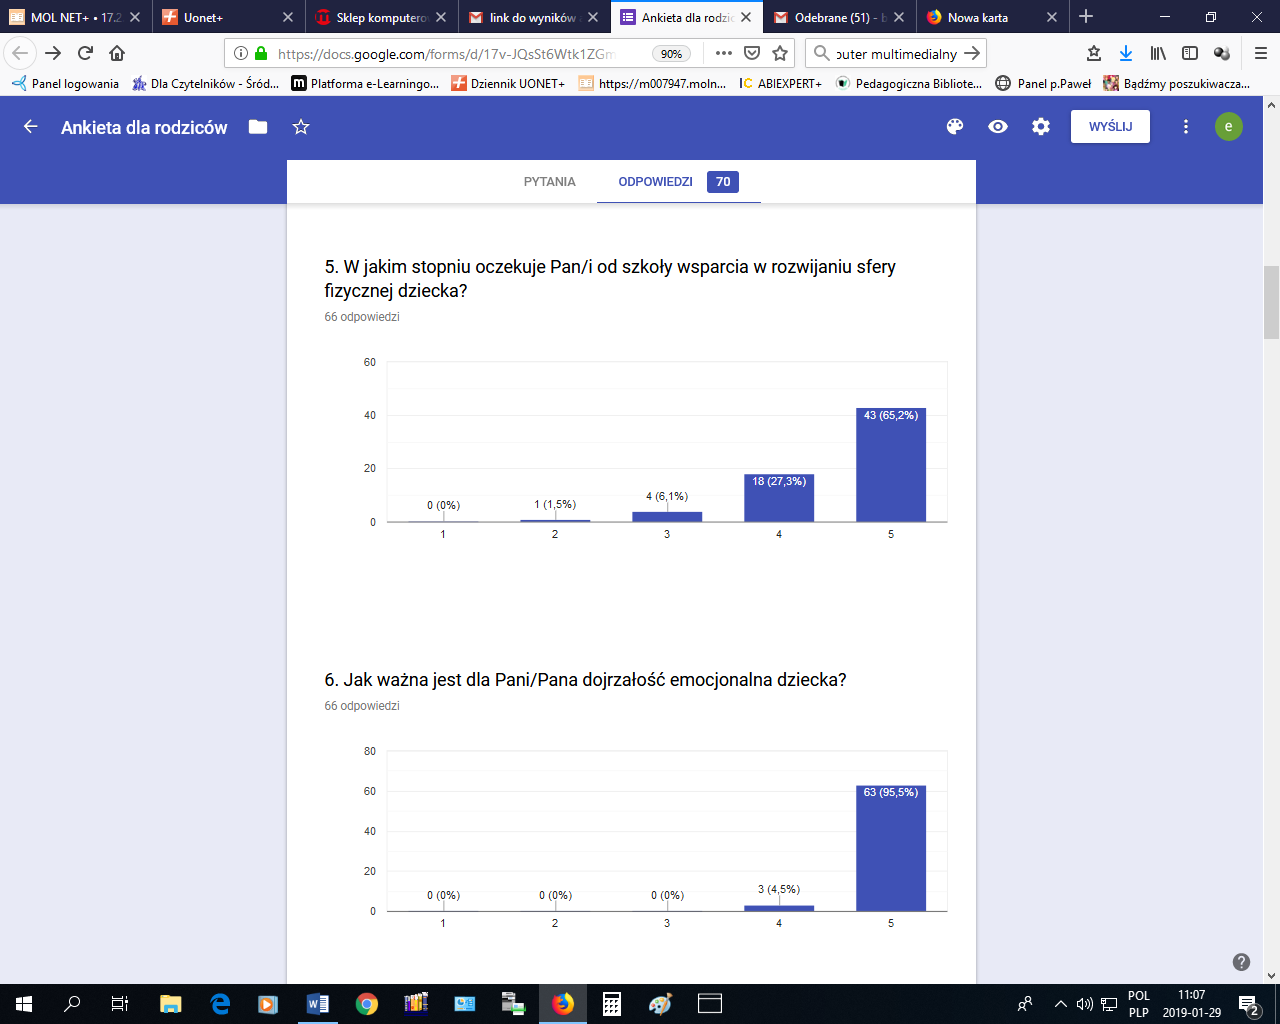 MOL NET+ • 17.2
Uonet+
Sklep komputero
link do wyników a
Ankieta dla rodzic
Odebrane (51) - b
Nowa karta
https://docs.google.com/forms/d/17v-JQsSt6Wtk1ZGm
90%
outer multimedialny
Panel logowania
Dla Czytelników - Śród...
Platforma e-Learningo...
Dziennik UONET+
https://m007947.moln...
ABIEXPERT+
Pedagogiczna Bibliote...
Panel p.Paweł
Bądźmy poszukiwacza...
Ankieta dla rodziców
WYŚLIJ
e
PYTANIA
ODPOWIEDZI 70
5. W jakim stopniu oczekuje Pan/i od szkoły wsparcia w rozwijaniu sfery
fizycznej dziecka?
66 odpowiedzi
60
40
20
0
0 (0%)
1 (1,5%)
4 (6,1%)
18 (27,3%)
43 (65,2%)
1 2 3 4 5
6. Jak ważna jest dla Pani/Pana dojrzałość emocjonalna dziecka?
66 odpowiedzi
80
60
40
20
0
0 (0%)
0 (0%)
0 (0%)
3 (4,5%)
63 (95,5%)
1 2 3 4 5
POL
PLP
11:07
2019-01-29
2